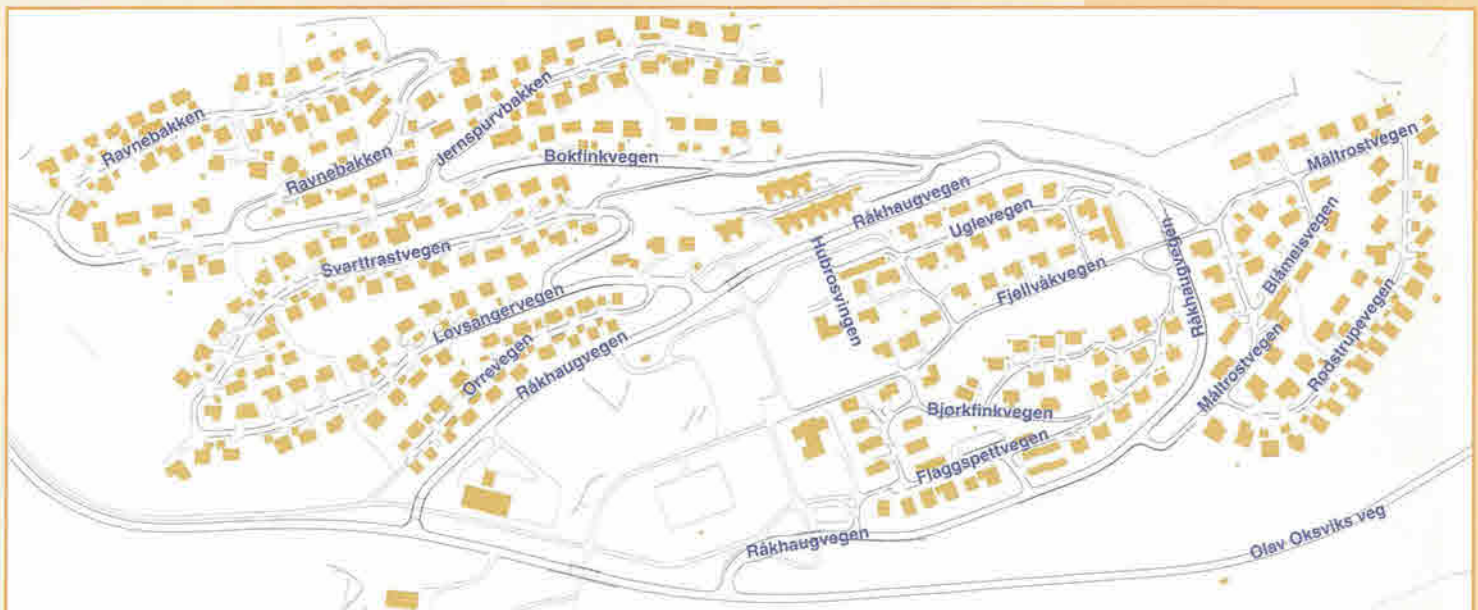 Ravnebakken
Ravnebakken
Jernspurvbakken
Bokfinkvegen
Svarttrastvegen
Løvsangervegen
Orrevegen
Råkhaugvegen
Råkhaugvegen
Uglevegen
Hubrosvingen
Fjellvåkvegen
Råkhaugvegen
Måltrostvegen
Blåmeisvegen
Måltrostvegen
Rødstrupevegen
Bjørkfinkvegen
Flaggspettvegen
Råkhaugvegen
Olav Oksviks veg